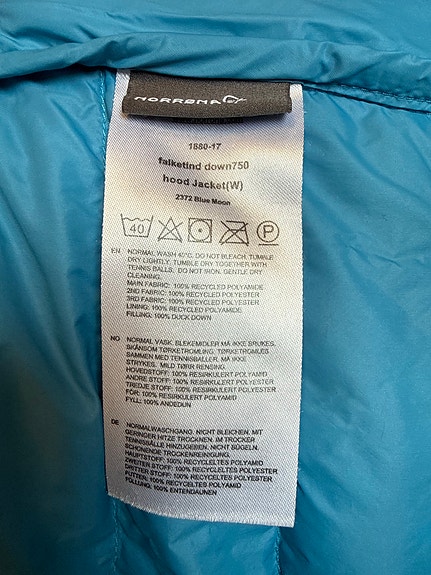 NORRØNA
1880-17
falketind down750
hood Jacket(W)
2372 Blue Moon
40 P
EN NORMAL WASH 40°C. DO NOT BLEACH. TUMBLE
DRY LIGHTLY. TUMBLE DRY TOGETHER WITH
TENNIS BALLS. DO NOT IRON. GENTLE DRY
CLEANING.
MAIN FABRIC: 100% RECYCLED POLYAMIDE
2ND FABRIC: 100% RECYCLED POLYESTER
3RD FABRIC: 100% RECYCLED POLYESTER
LINING: 100% RECYCLED POLYAMIDE
FILLING: 100% DUCK DOWN
NO NORMAL VASK. BLEKEMIDLER MÅ IKKE BRUKES.
SKÅNSOM TØRKETROMLING. TØRKETROMLES
SAMMEN MED TENNISBALLER. MÅ IKKE
STRYKES. MILD TØRR RENSING.
HOVEDSTOFF: 100% RESIRKULERT POLYAMID
ANDRE STOFF: 100% RESIRKULERT POLYESTER
TREDJE STOFF: 100% RESIRKULERT POLYESTER
FÔR: 100% RESIRKULERT POLYAMID
FYLL: 100% ANDEDUN
DE NORMALWASCHGANG. NICHT BLEICHEN. MIT
GERINGER HITZE TROCKNEN. IM TROCKER
TENNISSÄLLE HINZUGEBEN. NICHT BÜGELN.
SCHONENDE TROCKENREINIGUNG.
HAUPTSTOFF: 100% RECYCELTES POLYAMID
ZWEITER STOFF: 100% RECYCELTES POLYESTER
DRITTER STOFF: 100% RECYCELTES POLYESTER
FUTTER: 100% RECYCELTES POLYAMID
FÜLLUNG: 100% ENTENDAUNEN